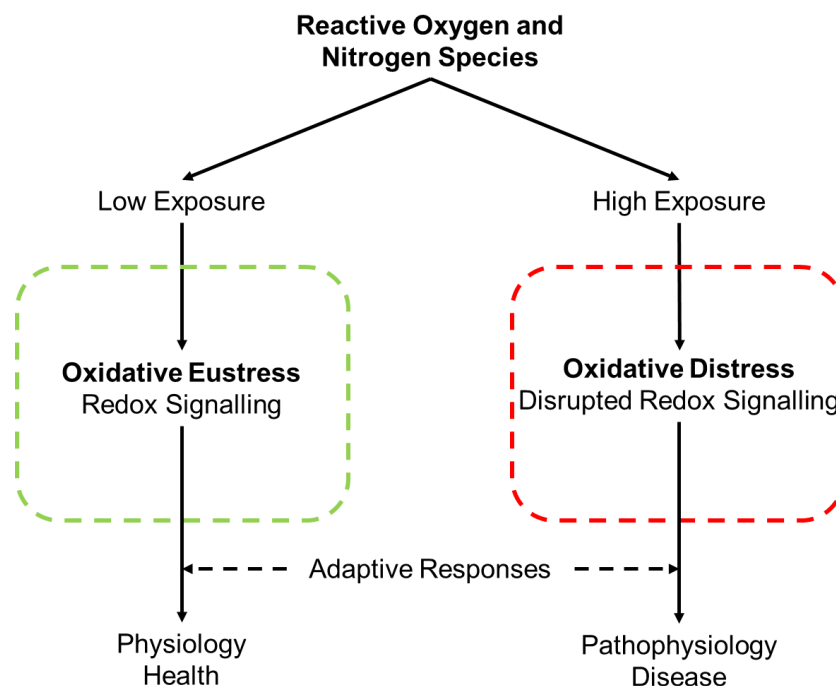 Reactive Oxygen and
Nitrogen Species
Low Exposure
High Exposure
Oxidative Eustress
Redox Signalling
Oxidative Distress
Disrupted Redox Signalling
Adaptive Responses
Physiology
Health
Pathophysiology
Disease